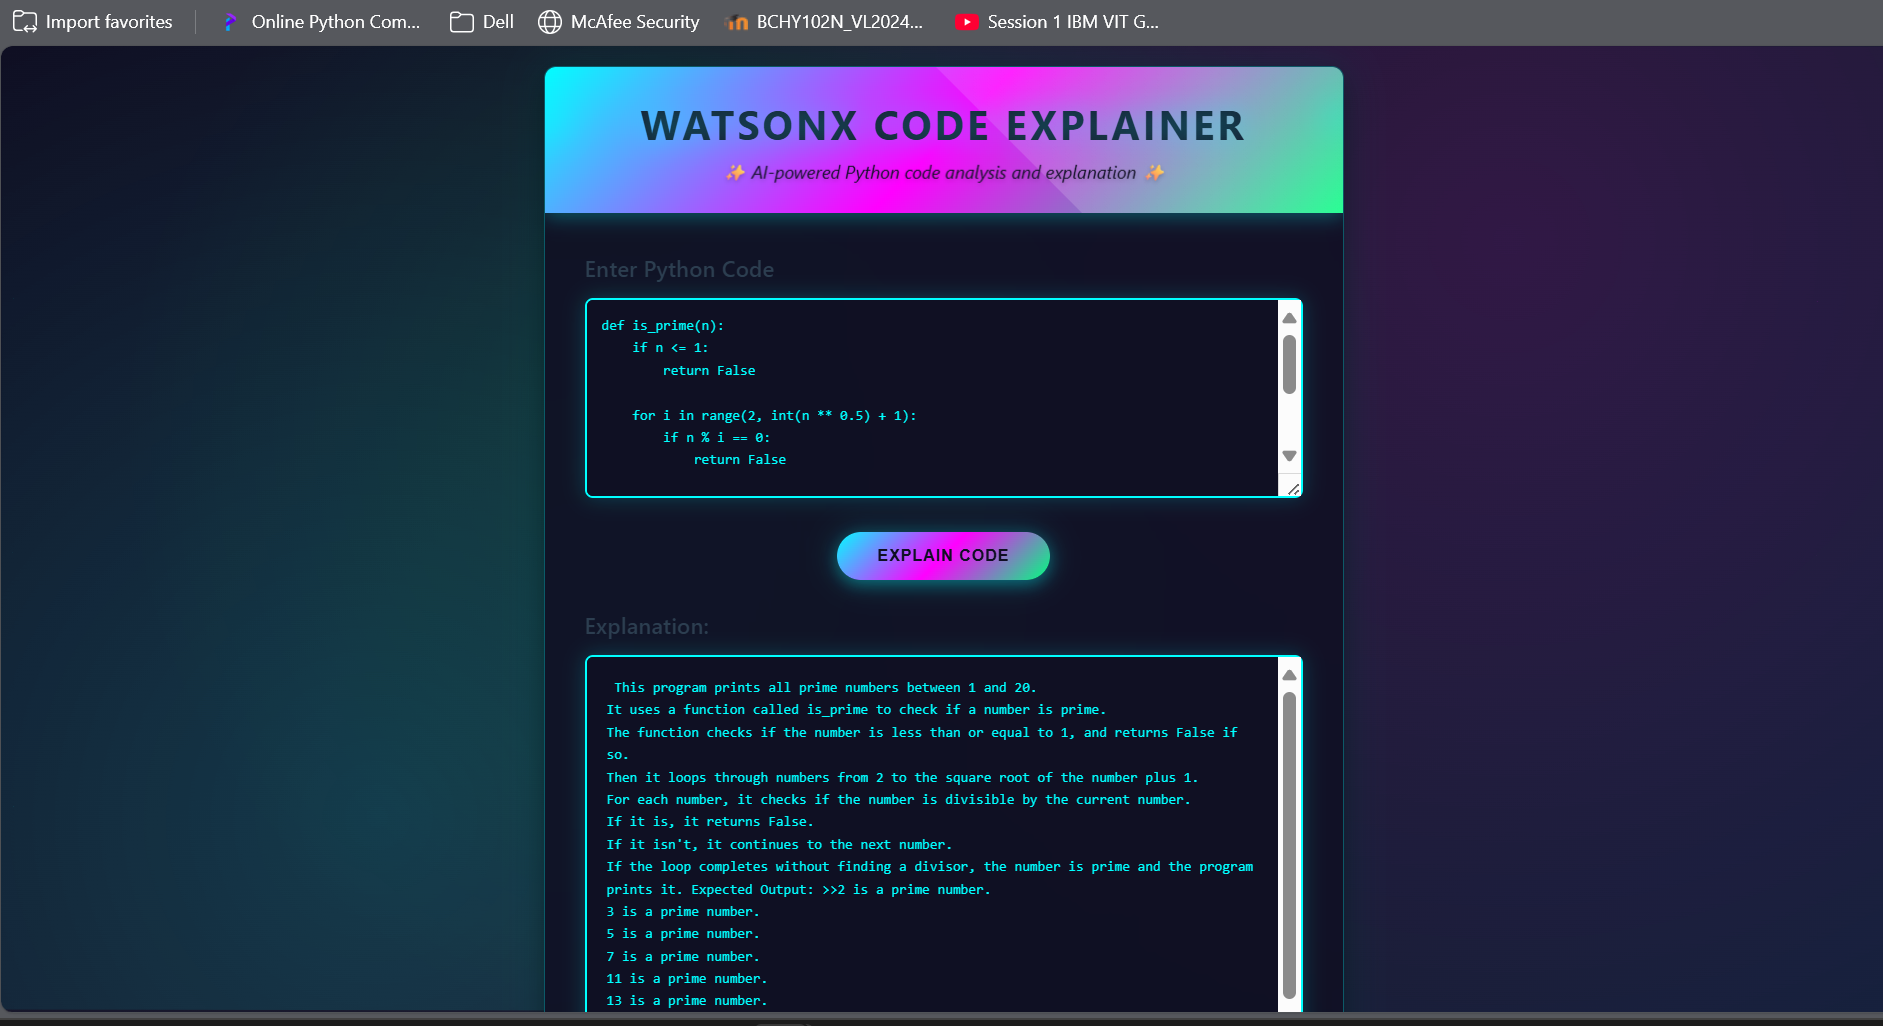 Import favorites
Online Python Com...
Dell
McAfee Security
BCHY102N_VL2024...
Session 1 IBM VIT G...
WATSONX CODE EXPLAINER
✨ AI-powered Python code analysis and explanation ✨
Enter Python Code
def is_prime(n):
    if n <= 1:
        return False
    for i in range(2, int(n ** 0.5) + 1):
        if n % i == 0:
            return False
EXPLAIN CODE
Explanation:
This program prints all prime numbers between 1 and 20.
It uses a function called is_prime to check if a number is prime.
The function checks if the number is less than or equal to 1, and returns False if
so.
Then it loops through numbers from 2 to the square root of the number plus 1.
For each number, it checks if the number is divisible by the current number.
If it is, it returns False.
If it isn't, it continues to the next number.
If the loop completes without finding a divisor, the number is prime and the program
prints it. Expected Output: >>2 is a prime number.
3 is a prime number.
5 is a prime number.
7 is a prime number.
11 is a prime number.
13 is a prime number.